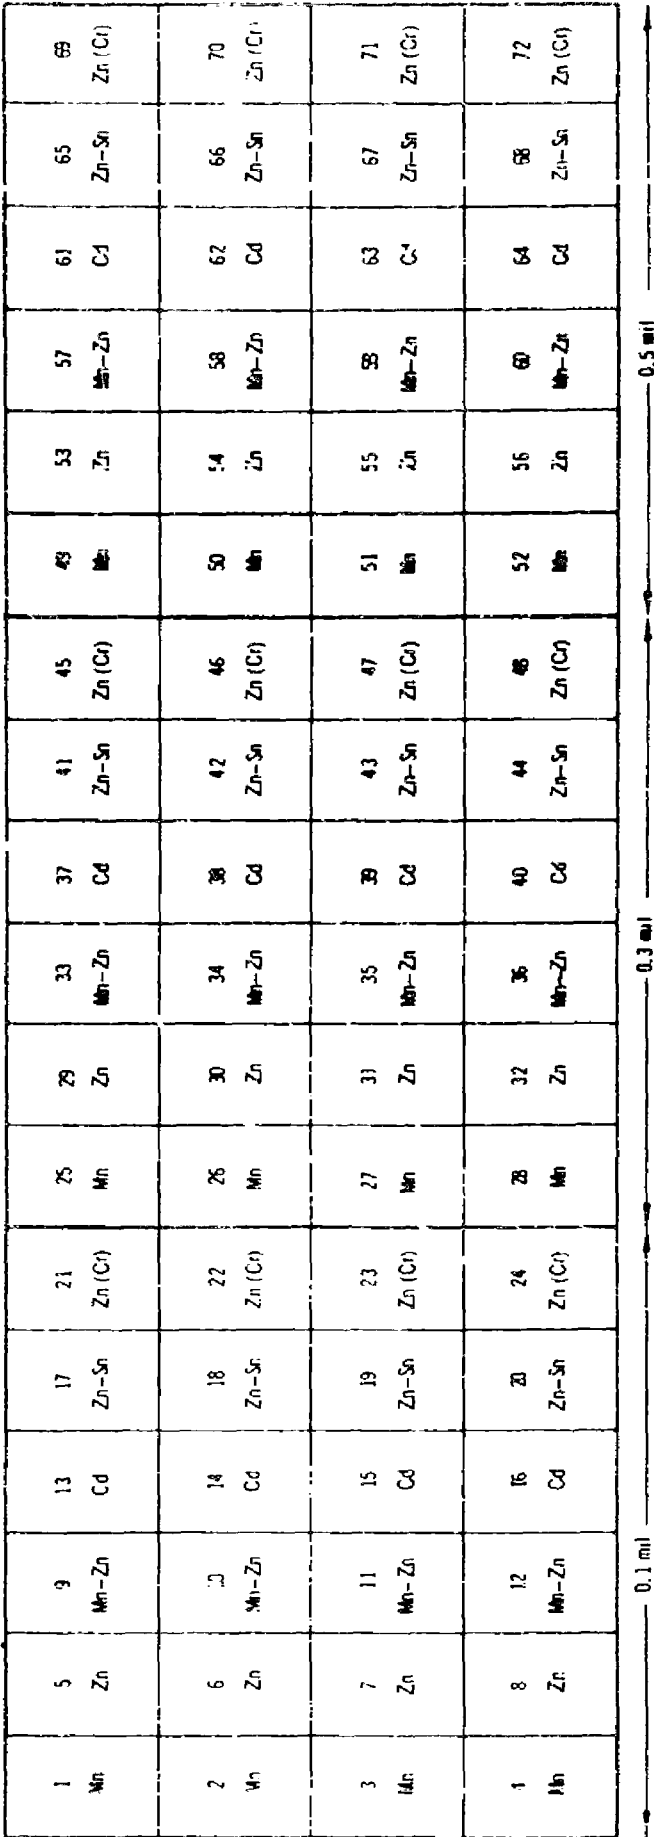 1 5 9 13 17 21 25 29 33 37 41 45 49 53 57 61 65 69
Mn Zn Mn-Zn Cd Zn-Sn Zn (Cr) Mn Zn Mn-Zn Cd Zn-Sn Zn (Cr) Mn Zn Mn-Zn Cd Zn-Sn Zn (Cr)
2 6 10 14 18 22 26 30 34 38 42 46 50 54 58 62 66 70
Mn Zn Mn-Zn Cd Zn-Sn Zn (Cr) Mn Zn Mn-Zn Cd Zn-Sn Zn (Cr) Mn Zn Mn-Zn Cd Zn-Sn Zn (Cr)
3 7 11 15 19 23 27 31 35 39 43 47 51 55 59 63 67 71
Mn Zn Mn-Zn Cd Zn-Sn Zn (Cr) Mn Zn Mn-Zn Cd Zn-Sn Zn (Cr) Mn Zn Mn-Zn Cd Zn-Sn Zn (Cr)
4 8 12 16 20 24 28 32 36 40 44 48 52 56 60 64 68 72
Mn Zn Mn-Zn Cd Zn-Sn Zn (Cr) Mn Zn Mn-Zn Cd Zn-Sn Zn (Cr) Mn Zn Mn-Zn Cd Zn-Sn Zn (Cr)
0.1 mil 0.3 mil 0.5 mil